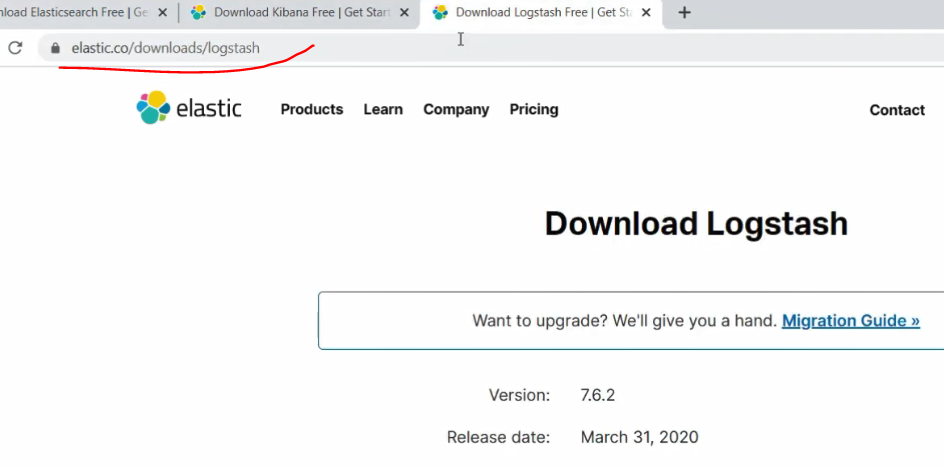 nload Elasticsearch Free | Ge Download Kibana Free | Get Star Download Logstash Free | Get St
elastic.co/downloads/logstash
elastic Products Learn Company Pricing Contact
Download Logstash
Want to upgrade? We'll give you a hand. Migration Guide »
Version: 7.6.2
Release date: March 31, 2020